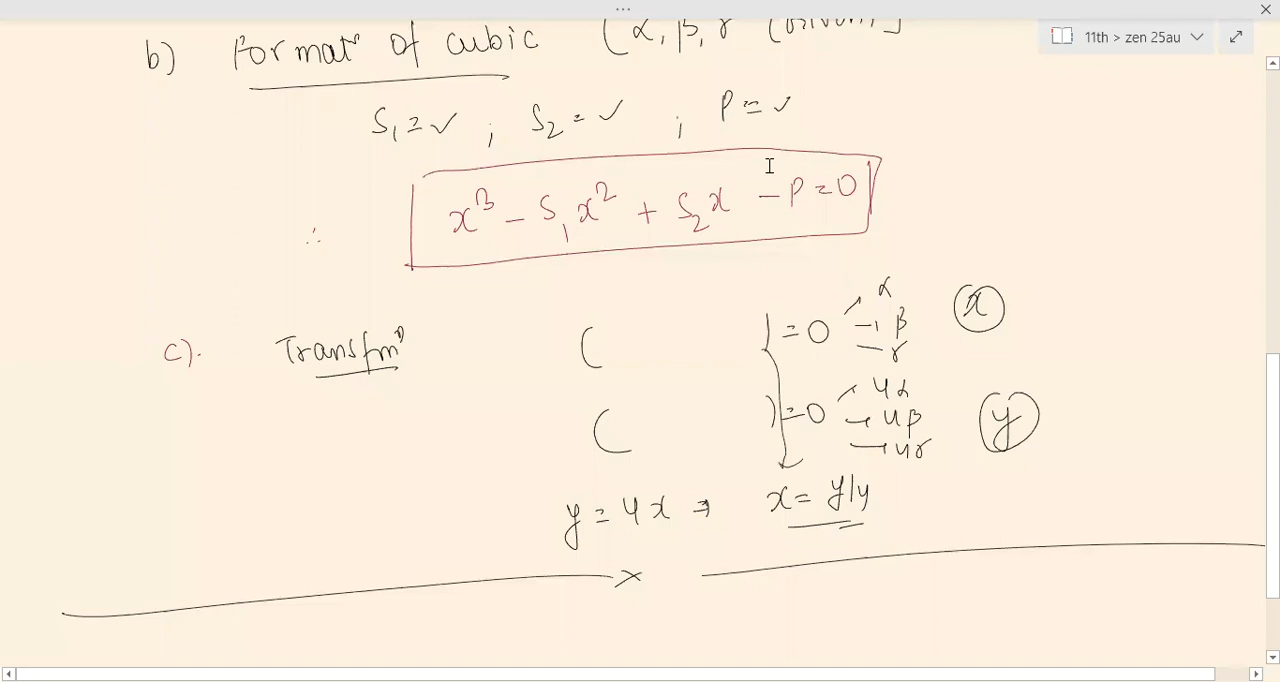 11th > zen 25au
b) Format^n of cubic (α, β, γ
S₁ = ✓ ; S₂ = ✓ ; P = ✓
∴ x³ − S₁x² + S₂x − P = 0
c). Transfm^n ( ) = 0 α β γ x
( ) = 0 4α 4β 4γ y
y = 4x ⇒ x = y/4